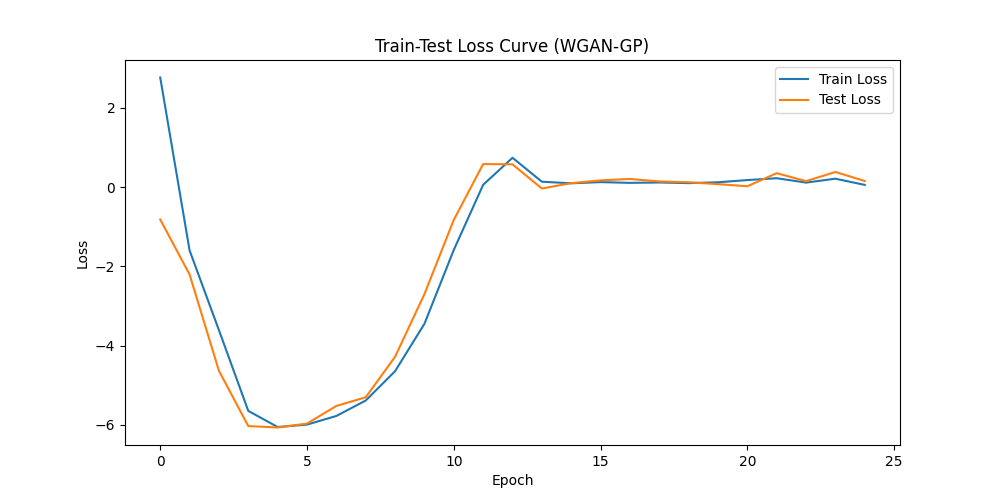 Train-Test Loss Curve (WGAN-GP)
Train Loss
Test Loss
Loss
2
0
−2
−4
−6
0 5 10 15 20 25
Epoch